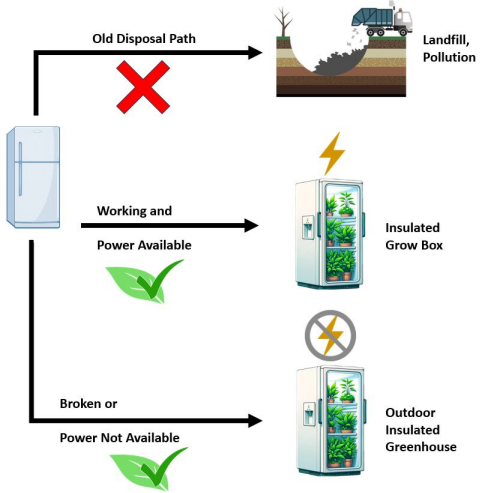 Old Disposal Path
Landfill,
Pollution
Working and
Power Available
Insulated
Grow Box
Broken or
Power Not Available
Outdoor
Insulated
Greenhouse